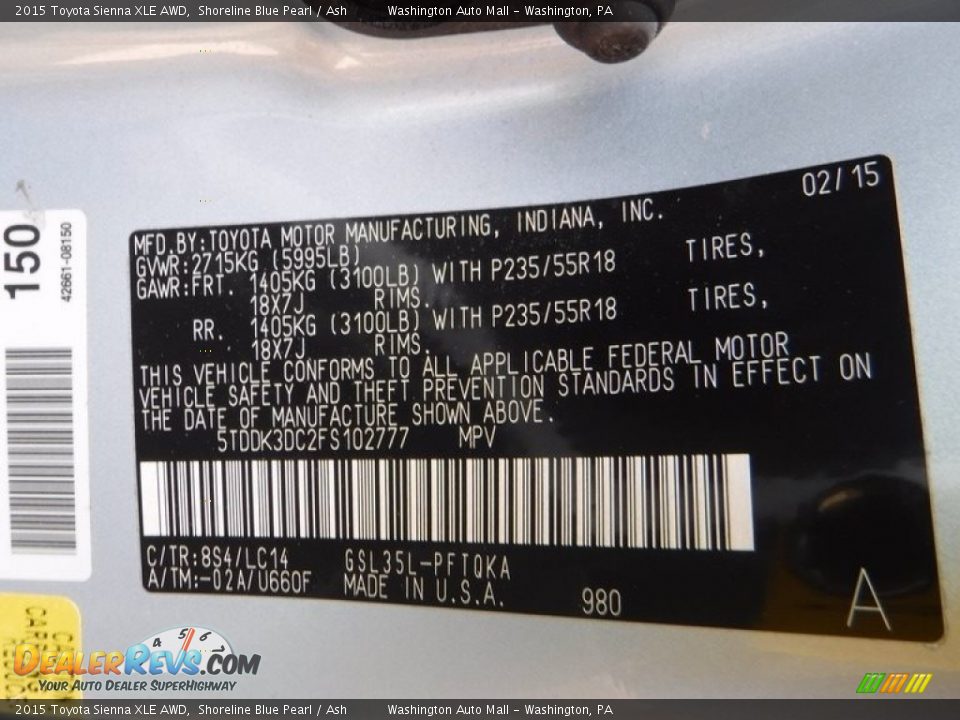 2015 Toyota Sienna XLE AWD, Shoreline Blue Pearl / Ash Washington Auto Mall - Washington, PA
02/15
MFD.BY:TOYOTA MOTOR MANUFACTURING, INDIANA, INC.
GVWR:2715KG (5995LB)
GAWR:FRT. 1405KG (3100LB) WITH P235/55R18 TIRES,
18X7J RIMS.
RR. 1405KG (3100LB) WITH P235/55R18 TIRES,
18X7J RIMS.
THIS VEHICLE CONFORMS TO ALL APPLICABLE FEDERAL MOTOR
VEHICLE SAFETY AND THEFT PREVENTION STANDARDS IN EFFECT ON
THE DATE OF MANUFACTURE SHOWN ABOVE.
5TDDK3DC2FS102777 MPV
C/TR:8S4/LC14 GSL35L-PFTQKA
A/TM:-02A/U660F MADE IN U.S.A.
980
A
150
42661-08150
4 5 6
DEALERREVS.COM
YOUR AUTO DEALER SUPERHIGHWAY
2015 Toyota Sienna XLE AWD, Shoreline Blue Pearl / Ash Washington Auto Mall - Washington, PA